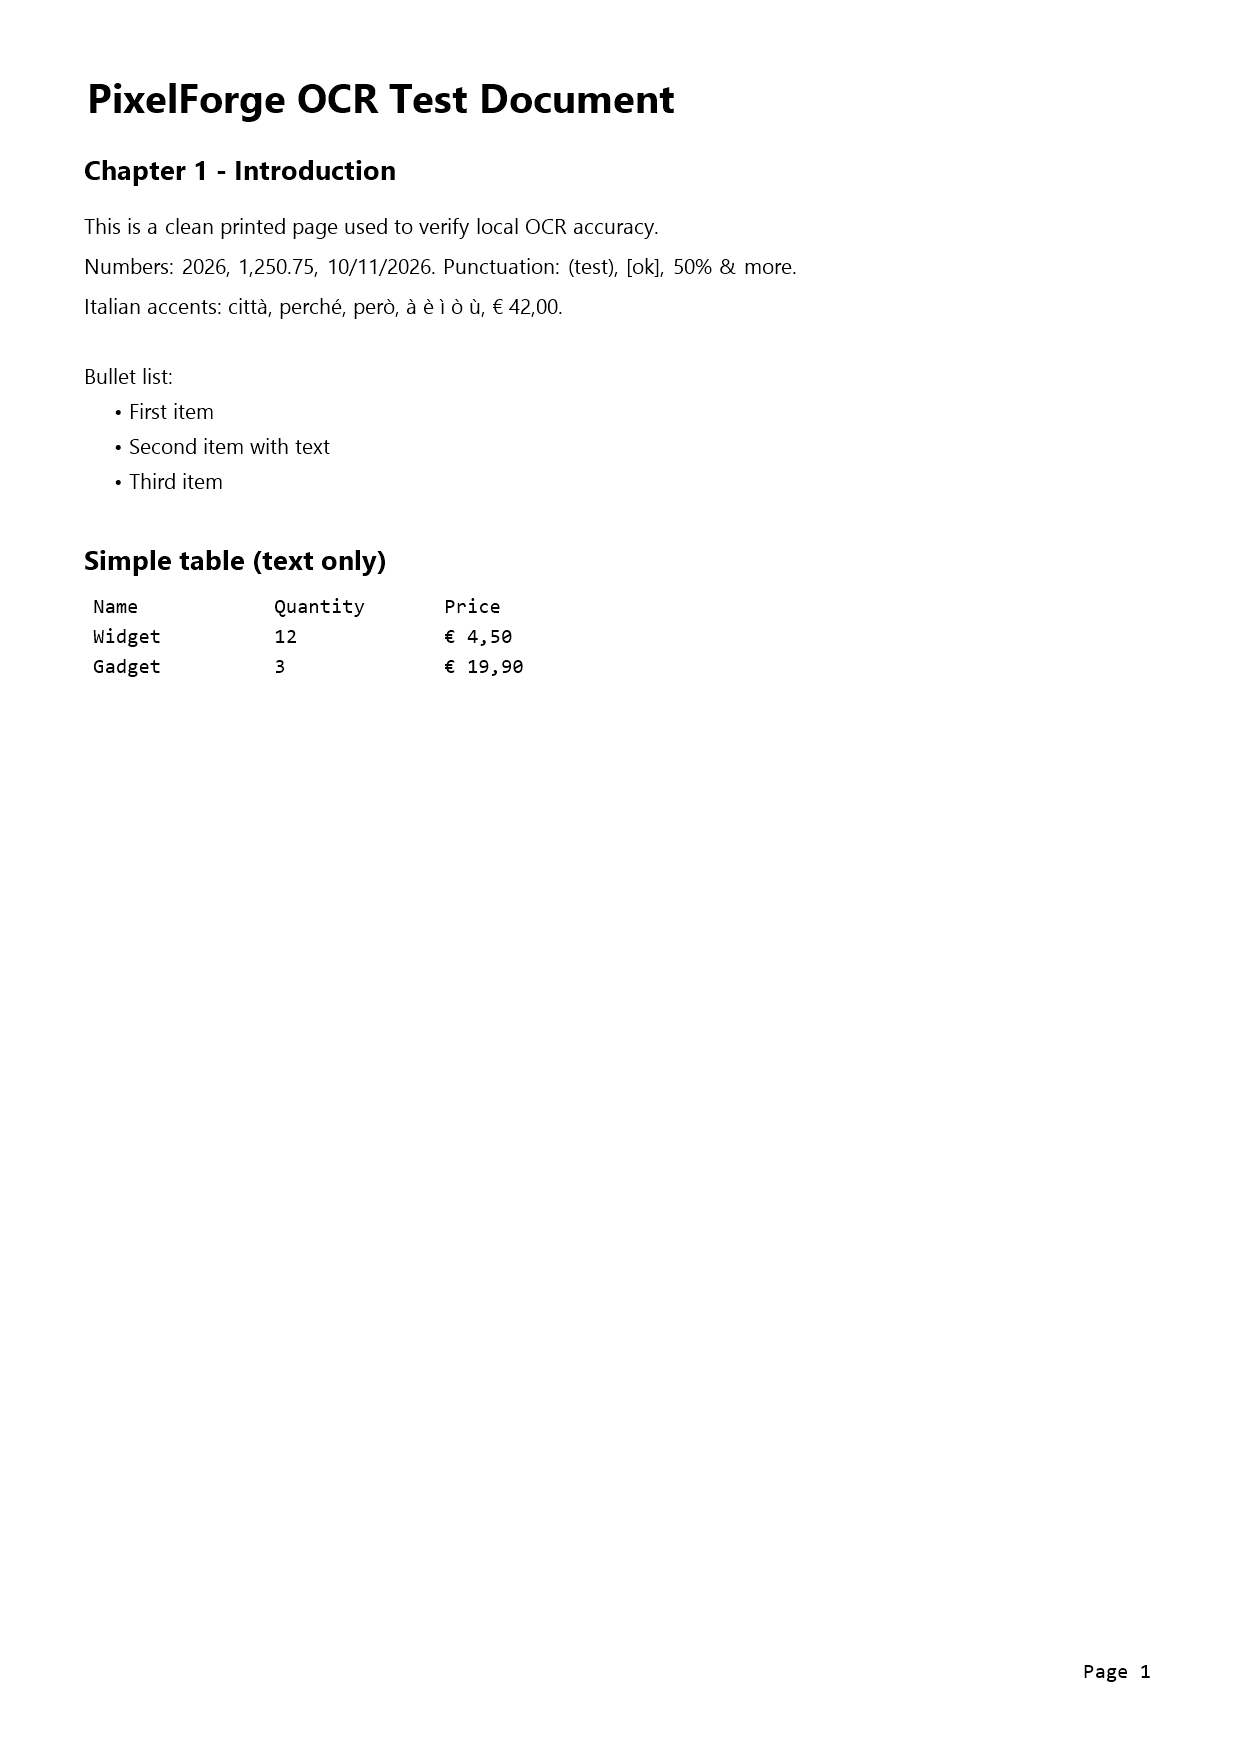 PixelForge OCR Test Document
Chapter 1 - Introduction
This is a clean printed page used to verify local OCR accuracy.
Numbers: 2026, 1,250.75, 10/11/2026. Punctuation: (test), [ok], 50% & more.
Italian accents: città, perché, però, à è ì ò ù, € 42,00.
Bullet list:
• First item
• Second item with text
• Third item
Simple table (text only)
Name Quantity Price
Widget 12 € 4,50
Gadget 3 € 19,90
Page 1